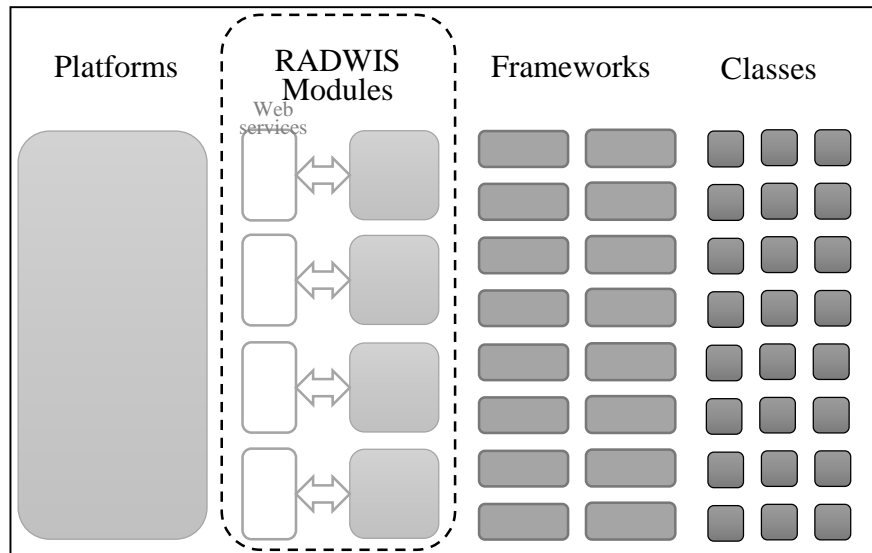 Platforms
RADWIS
Modules
Frameworks
Classes
Web
services